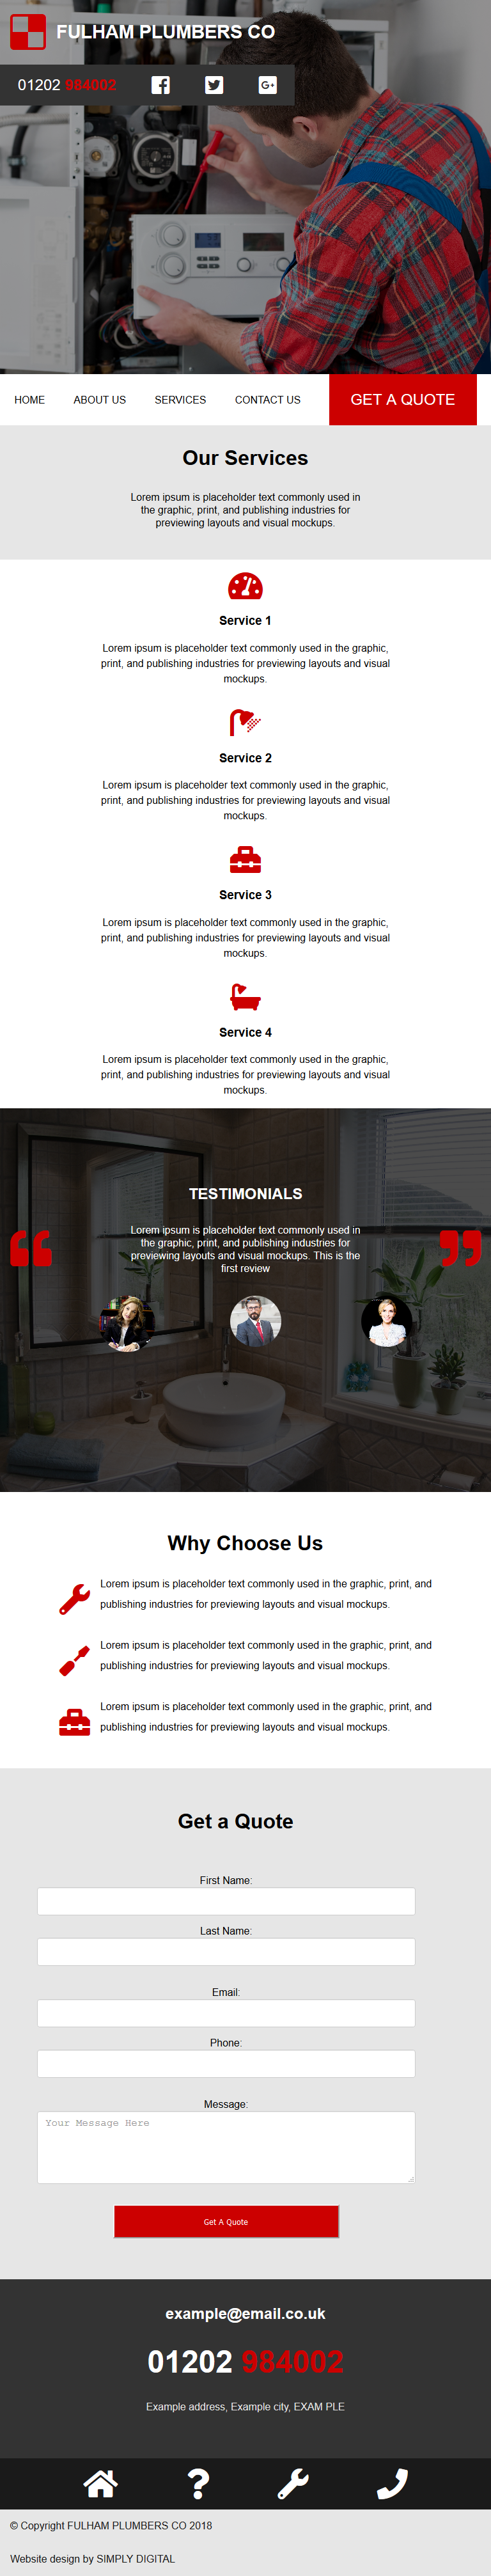 FULHAM PLUMBERS CO
01202 984002
HOME
ABOUT US
SERVICES
CONTACT US
GET A QUOTE
Our Services
Lorem ipsum is placeholder text commonly used in
the graphic, print, and publishing industries for
previewing layouts and visual mockups.
Service 1
Lorem ipsum is placeholder text commonly used in the graphic,
print, and publishing industries for previewing layouts and visual
mockups.
Service 2
Lorem ipsum is placeholder text commonly used in the graphic,
print, and publishing industries for previewing layouts and visual
mockups.
Service 3
Lorem ipsum is placeholder text commonly used in the graphic,
print, and publishing industries for previewing layouts and visual
mockups.
Service 4
Lorem ipsum is placeholder text commonly used in the graphic,
print, and publishing industries for previewing layouts and visual
mockups.
TESTIMONIALS
Lorem ipsum is placeholder text commonly used in
the graphic, print, and publishing industries for
previewing layouts and visual mockups. This is the
first review
Why Choose Us
Lorem ipsum is placeholder text commonly used in the graphic, print, and
publishing industries for previewing layouts and visual mockups.
Lorem ipsum is placeholder text commonly used in the graphic, print, and
publishing industries for previewing layouts and visual mockups.
Lorem ipsum is placeholder text commonly used in the graphic, print, and
publishing industries for previewing layouts and visual mockups.
Get a Quote
First Name:
Last Name:
Email:
Phone:
Message:
Your Message Here
Get A Quote
example@email.co.uk
01202 984002
Example address, Example city, EXAM PLE
© Copyright FULHAM PLUMBERS CO 2018
Website design by SIMPLY DIGITAL